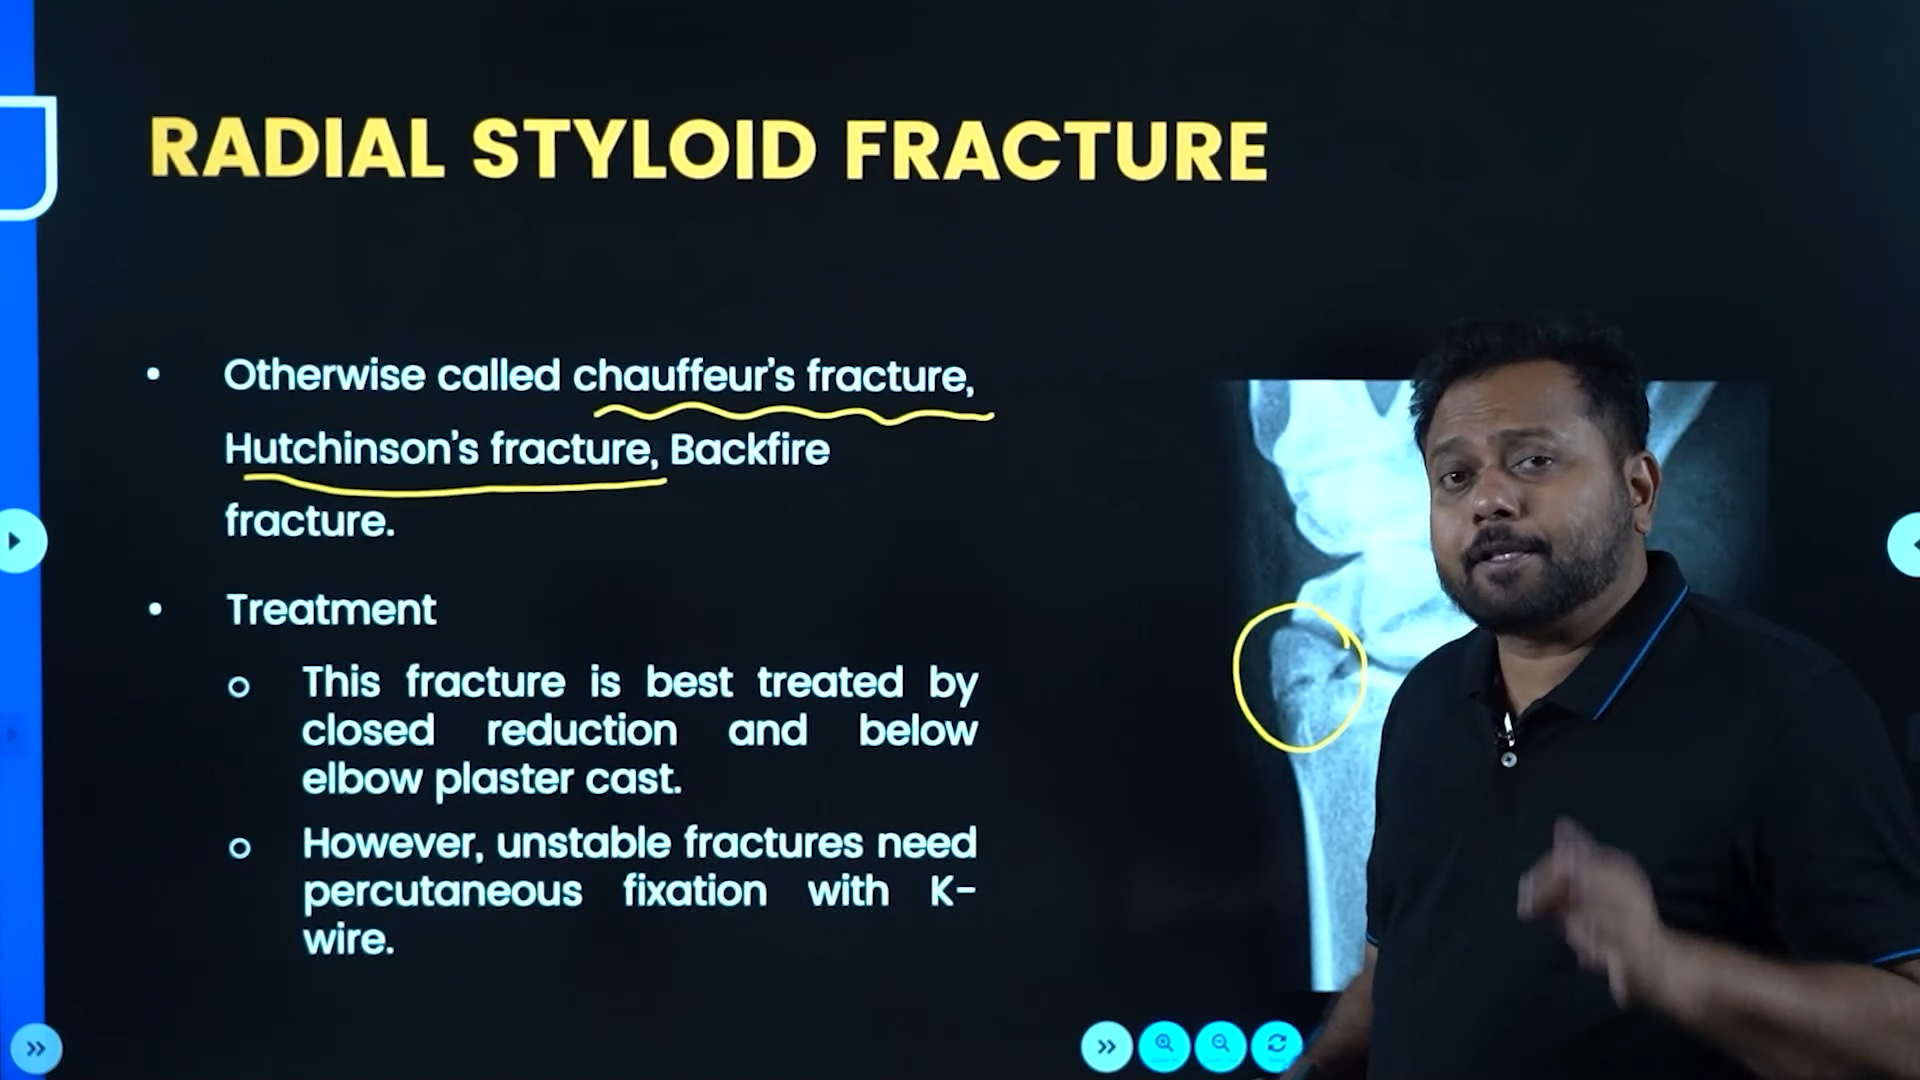 RADIAL STYLOID FRACTURE
• Otherwise called chauffeur's fracture,
Hutchinson's fracture, Backfire
fracture.
• Treatment
o This fracture is best treated by
closed reduction and below
elbow plaster cast.
o However, unstable fractures need
percutaneous fixation with K-
wire.